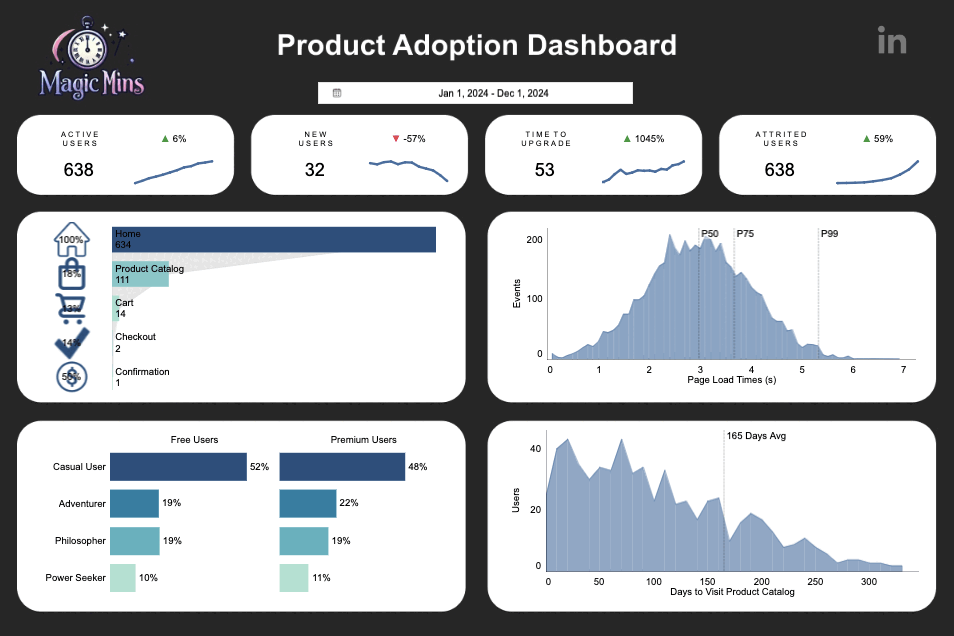 Magic Mins
Product Adoption Dashboard
in
Jan 1, 2024 - Dec 1, 2024
ACTIVE
USERS
▲ 6%
638
NEW
USERS
▼ -57%
32
TIME TO
UPGRADE
▲ 1045%
53
ATTRITED
USERS
▲ 59%
638
100%
Home
634
18%
Product Catalog
111
13%
Cart
14
14%
Checkout
2
50%
Confirmation
1
P50
P75
P99
200
100
0
Events
0 1 2 3 4 5 6 7
Page Load Times (s)
Free Users
Premium Users
Casual User
52%
48%
Adventurer
19%
22%
Philosopher
19%
19%
Power Seeker
10%
11%
165 Days Avg
40
20
0
Users
0 50 100 150 200 250 300
Days to Visit Product Catalog